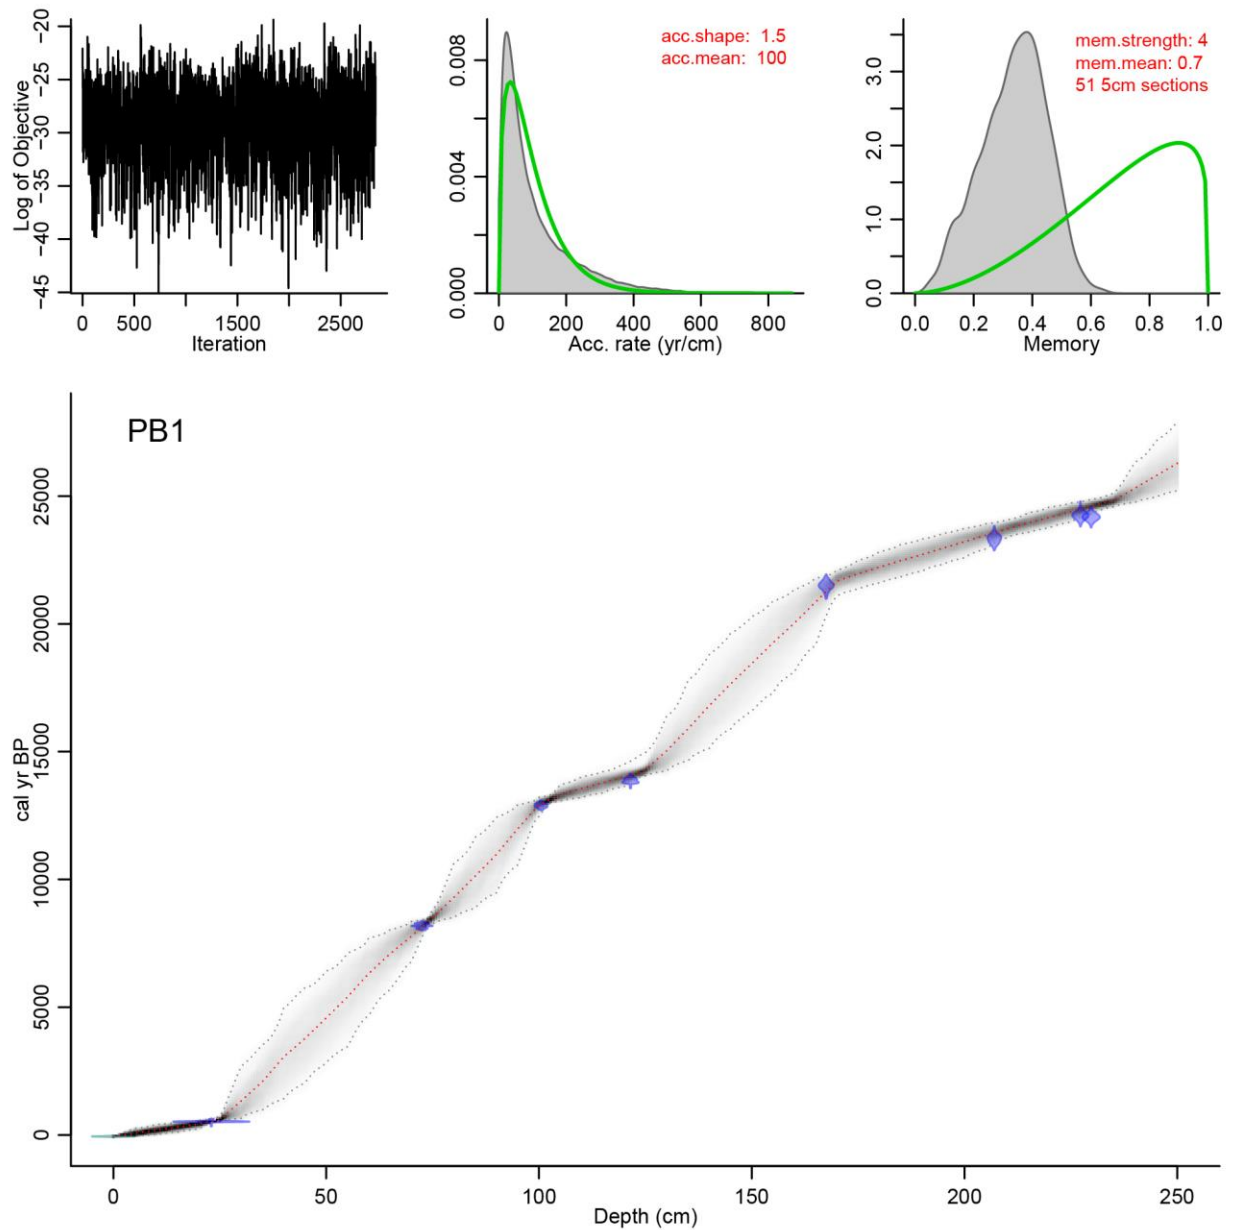 −20
−25
−30
−35
−40
−45
Log of Objective
0 500 1500 2500
Iteration
0.008
0.004
0.000
acc.shape: 1.5
acc.mean: 100
0 200 400 600 800
Acc. rate (yr/cm)
3.0
2.0
1.0
0.0
mem.strength: 4
mem.mean: 0.7
51 5cm sections
0.0 0.2 0.4 0.6 0.8 1.0
Memory
PB1
25000
20000
15000
10000
5000
0
cal yr BP
0 50 100 150 200 250
Depth (cm)